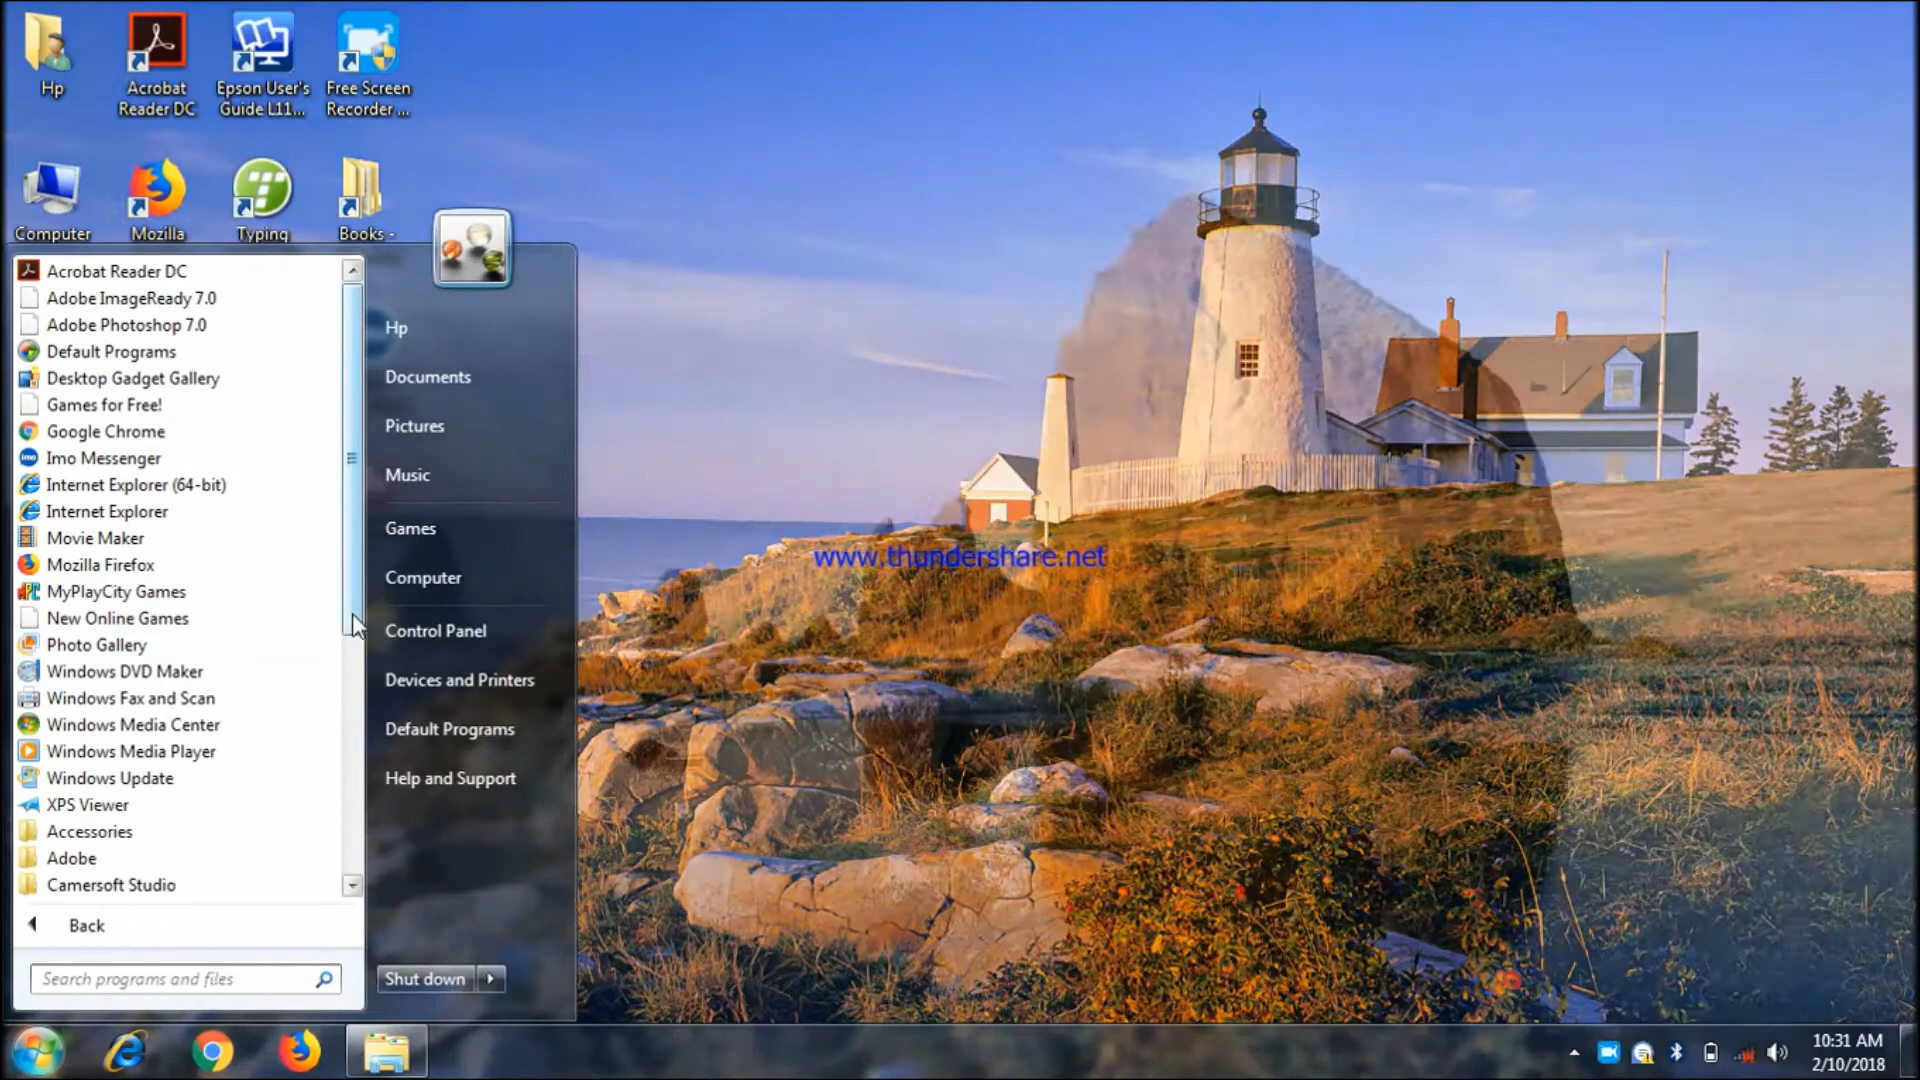 Hp
Acrobat
Reader DC
Epson User's
Guide L11...
Free Screen
Recorder ...
Computer
Mozilla
Typing
Books -
Acrobat Reader DC
Adobe ImageReady 7.0
Adobe Photoshop 7.0
Default Programs
Desktop Gadget Gallery
Games for Free!
Google Chrome
Imo Messenger
Internet Explorer (64-bit)
Internet Explorer
Movie Maker
Mozilla Firefox
MyPlayCity Games
New Online Games
Photo Gallery
Windows DVD Maker
Windows Fax and Scan
Windows Media Center
Windows Media Player
Windows Update
XPS Viewer
Accessories
Adobe
Camersoft Studio
Back
Search programs and files
Hp
Documents
Pictures
Music
Games
Computer
Control Panel
Devices and Printers
Default Programs
Help and Support
Shut down
www.thundershare.net
10:31 AM
2/10/2018